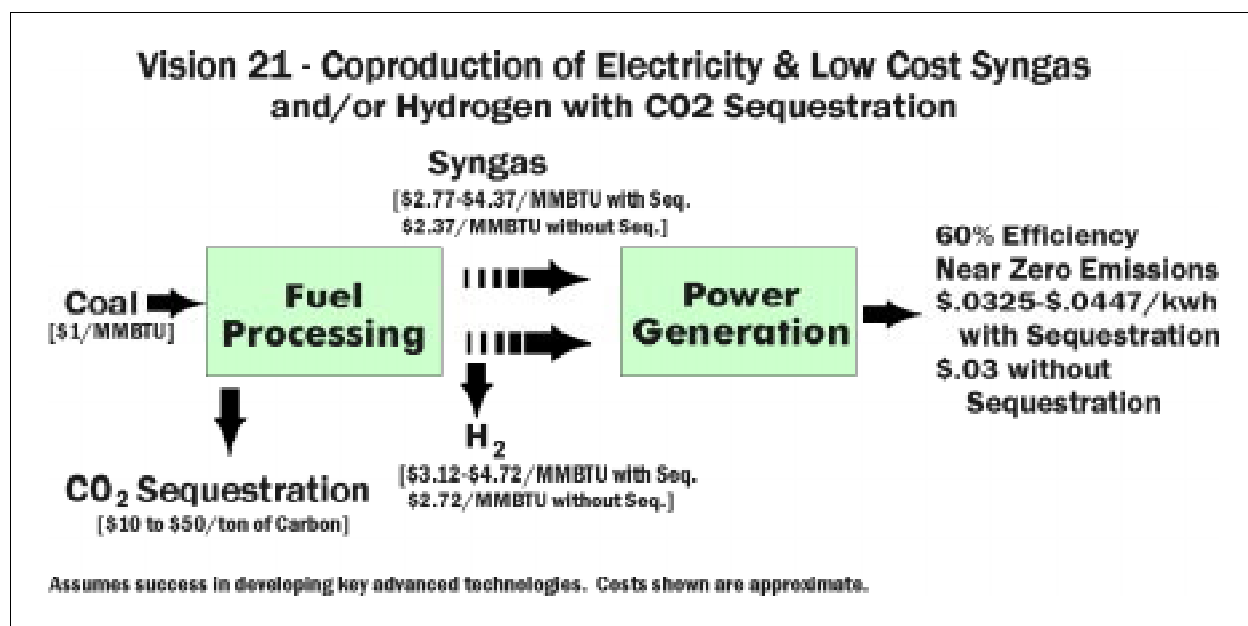 Vision 21 - Coproduction of Electricity & Low Cost Syngas
and/or Hydrogen with CO2 Sequestration
Syngas
[$2.77-$4.37/MMBTU with Seq.
$2.37/MMBTU without Seq.]
Coal
[$1/MMBTU]
Fuel
Processing
Power
Generation
60% Efficiency
Near Zero Emissions
$.0325-$.0447/kwh
with Sequestration
$.03 without
Sequestration
H2
[$3.12-$4.72/MMBTU with Seq.
$2.72/MMBTU without Seq.]
CO2 Sequestration
[$10 to $50/ton of Carbon]
Assumes success in developing key advanced technologies. Costs shown are approximate.